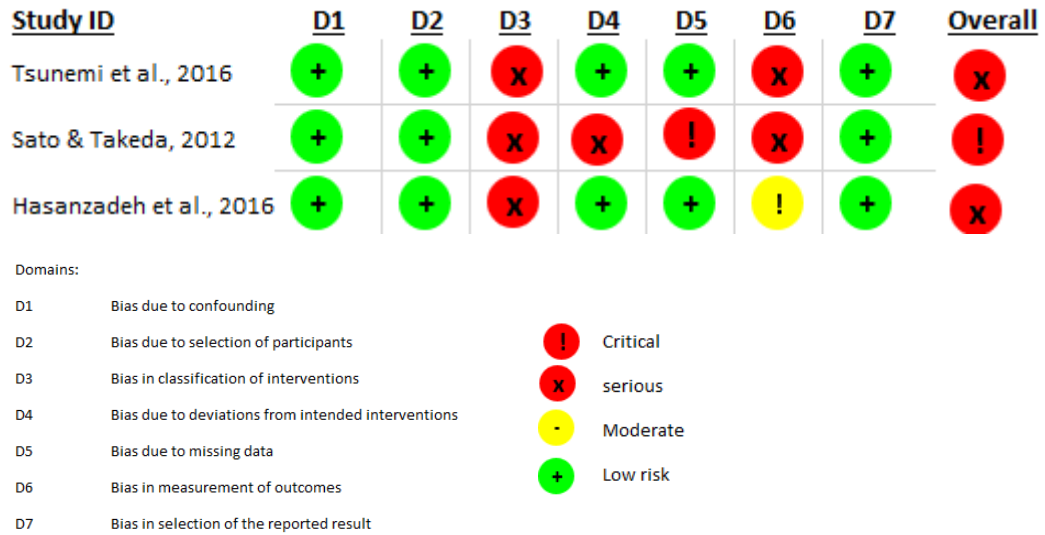 Study ID D1 D2 D3 D4 D5 D6 D7 Overall
Tsunemi et al., 2016 + + x + + x + x
Sato & Takeda, 2012 + + x x ! x + !
Hasanzadeh et al., 2016 + + x + + ! + x
Domains:
D1 Bias due to confounding
D2 Bias due to selection of participants
D3 Bias in classification of interventions
D4 Bias due to deviations from intended interventions
D5 Bias due to missing data
D6 Bias in measurement of outcomes
D7 Bias in selection of the reported result
! Critical
x serious
- Moderate
+ Low risk